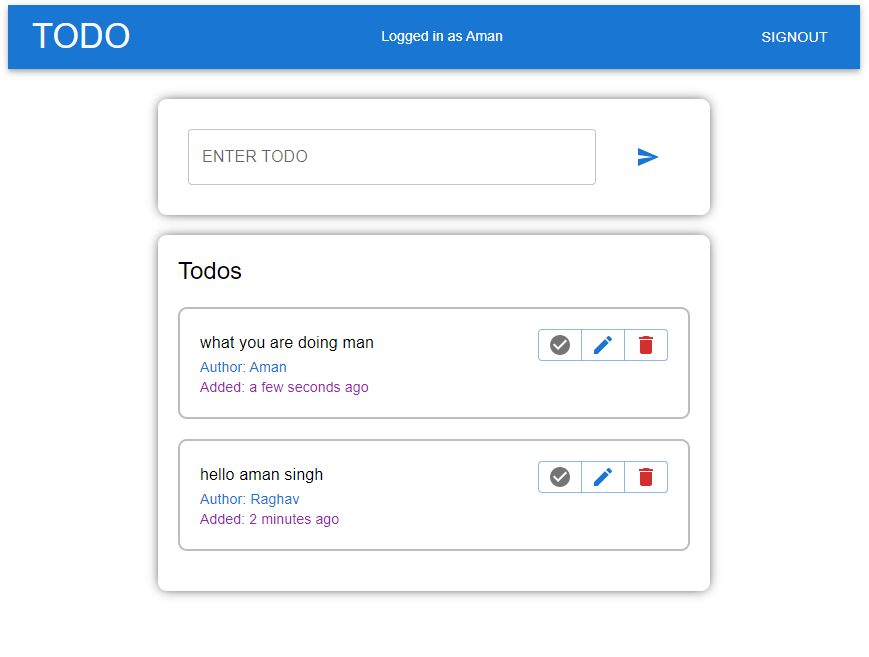 TODO
Logged in as Aman
SIGNOUT
ENTER TODO
Todos
what you are doing man
Author: Aman
Added: a few seconds ago
hello aman singh
Author: Raghav
Added: 2 minutes ago